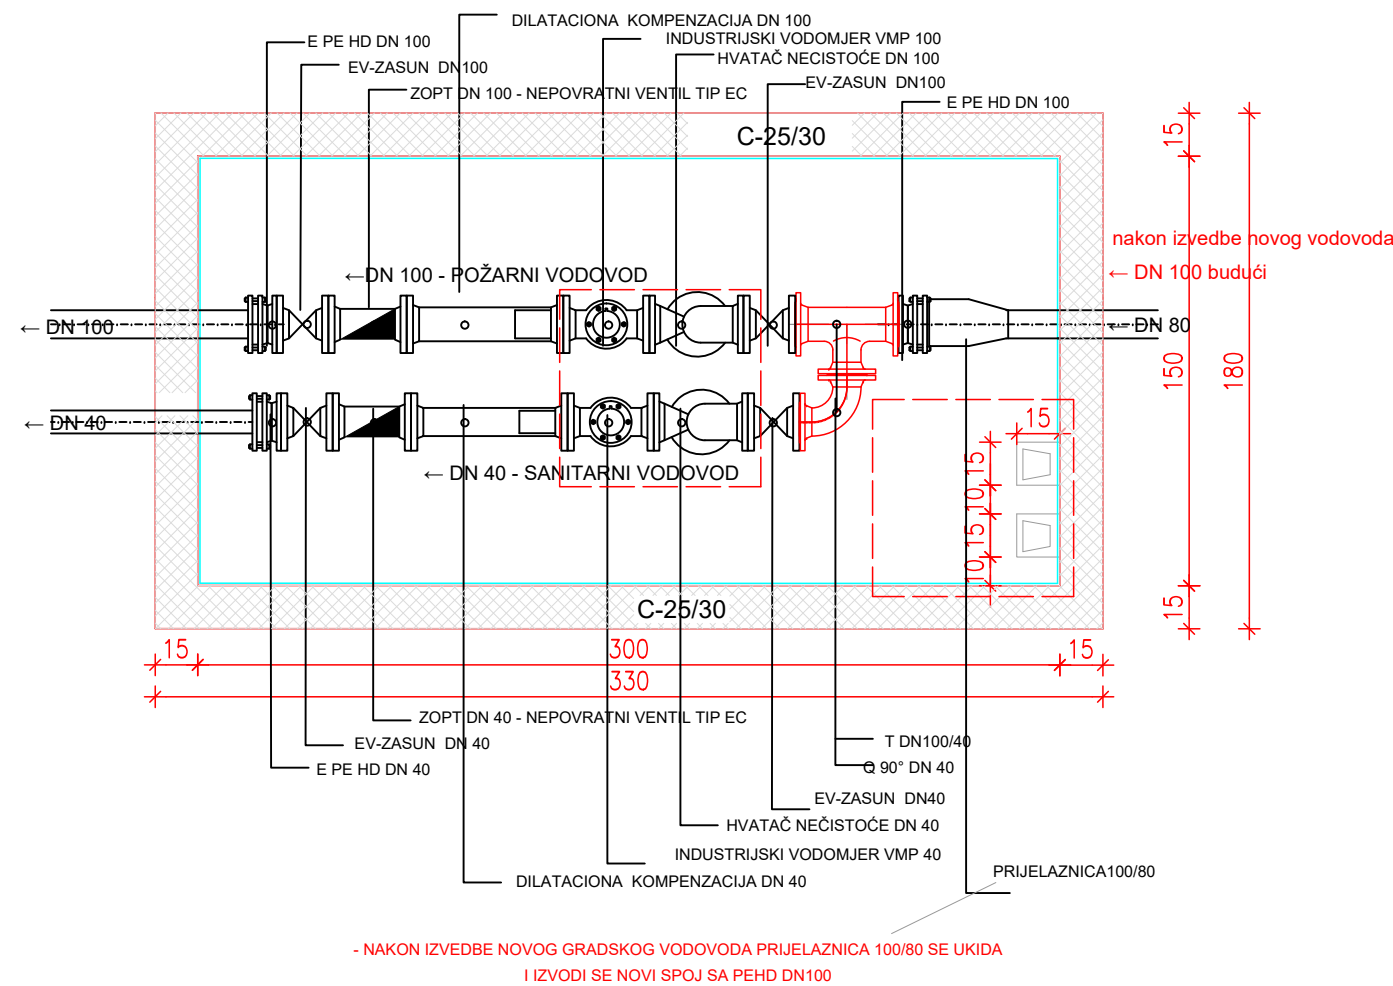 DILATACIONA KOMPENZACIJA DN 100
E PE HD DN 100
INDUSTRIJSKI VODOMJER VMP 100
HVATAČ NECISTOĆE DN 100
EV-ZASUN DN100
EV-ZASUN DN100
ZOPT DN 100 - NEPOVRATNI VENTIL TIP EC
E PE HD DN 100
C-25/30
15
nakon izvedbe novog vodovoda
← DN 100 budući
←DN 100 - POŽARNI VODOVOD
← DN 100
← DN 80
150
180
← DN 40
15
← DN 40 - SANITARNI VODOVOD
15
10
15
10
C-25/30
15
15
300
15
330
ZOPT DN 40 - NEPOVRATNI VENTIL TIP EC
EV-ZASUN DN 40
T DN100/40
E PE HD DN 40
Q 90° DN 40
EV-ZASUN DN40
HVATAČ NEČISTOĆE DN 40
INDUSTRIJSKI VODOMJER VMP 40
PRIJELAZNICA100/80
DILATACIONA KOMPENZACIJA DN 40
- NAKON IZVEDBE NOVOG GRADSKOG VODOVODA PRIJELAZNICA 100/80 SE UKIDA
I IZVODI SE NOVI SPOJ SA PEHD DN100